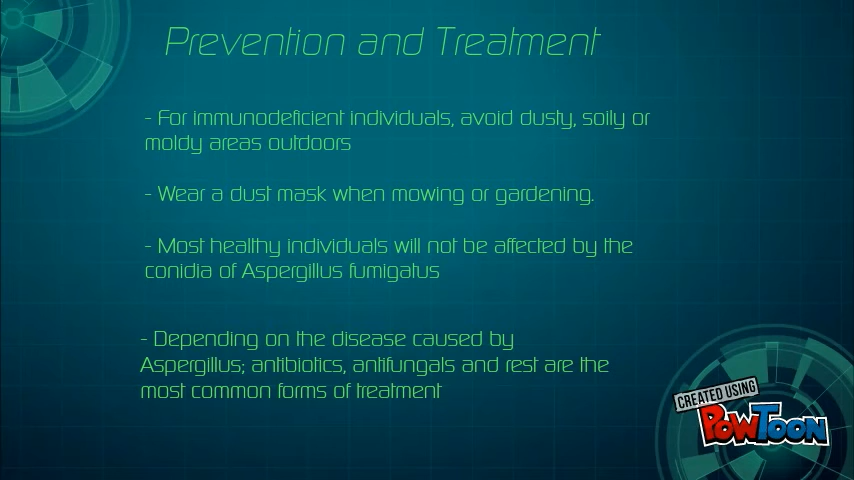 Prevention and Treatment
- For immunodeficient individuals, avoid dusty, soily or
moldy areas outdoors
- Wear a dust mask when mowing or gardening.
- Most healthy individuals will not be affected by the
conidia of Aspergillus fumigatus
- Depending on the disease caused by
Aspergillus; antibiotics, antifungals and rest are the
most common forms of treatment
CREATED USING
POWTOON